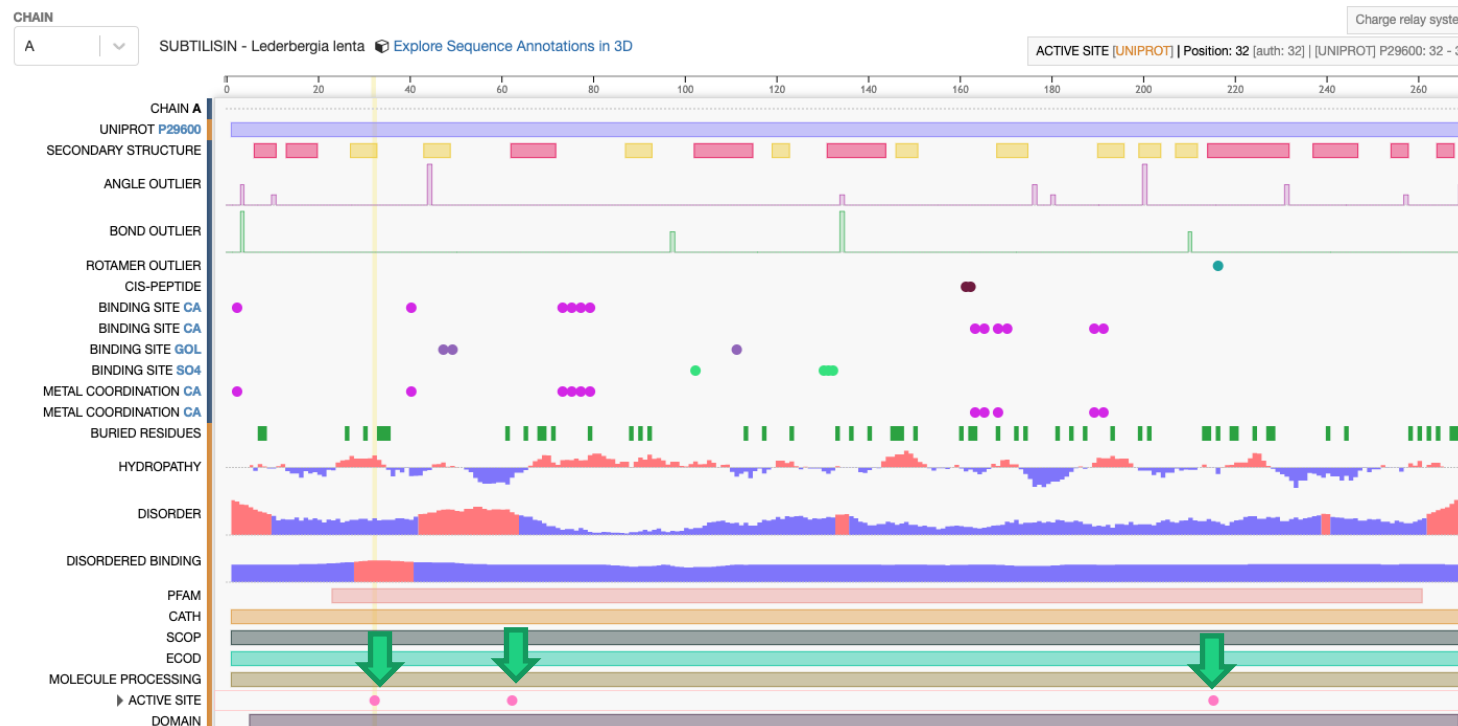 CHAIN
A
SUBTILISIN - Lederbergia lenta Explore Sequence Annotations in 3D
Charge relay syste
ACTIVE SITE [UNIPROT] | Position: 32 [auth: 32] | [UNIPROT] P29600: 32 - 3
0 20 40 60 80 100 120 140 160 180 200 220 240 260
CHAIN A
UNIPROT P29600
SECONDARY STRUCTURE
ANGLE OUTLIER
BOND OUTLIER
ROTAMER OUTLIER
CIS-PEPTIDE
BINDING SITE CA
BINDING SITE CA
BINDING SITE GOL
BINDING SITE SO4
METAL COORDINATION CA
METAL COORDINATION CA
BURIED RESIDUES
HYDROPATHY
DISORDER
DISORDERED BINDING
PFAM
CATH
SCOP
ECOD
MOLECULE PROCESSING
ACTIVE SITE
DOMAIN